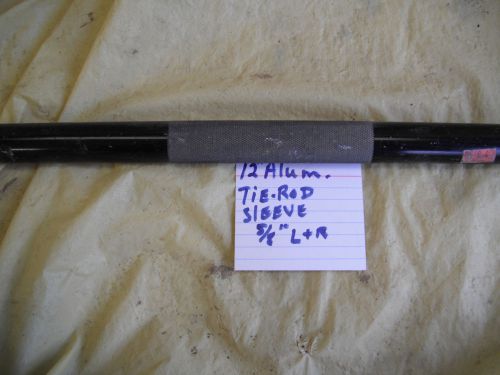 12 Alum.
TiE-RoD
SlEEVE
5/8" L+R